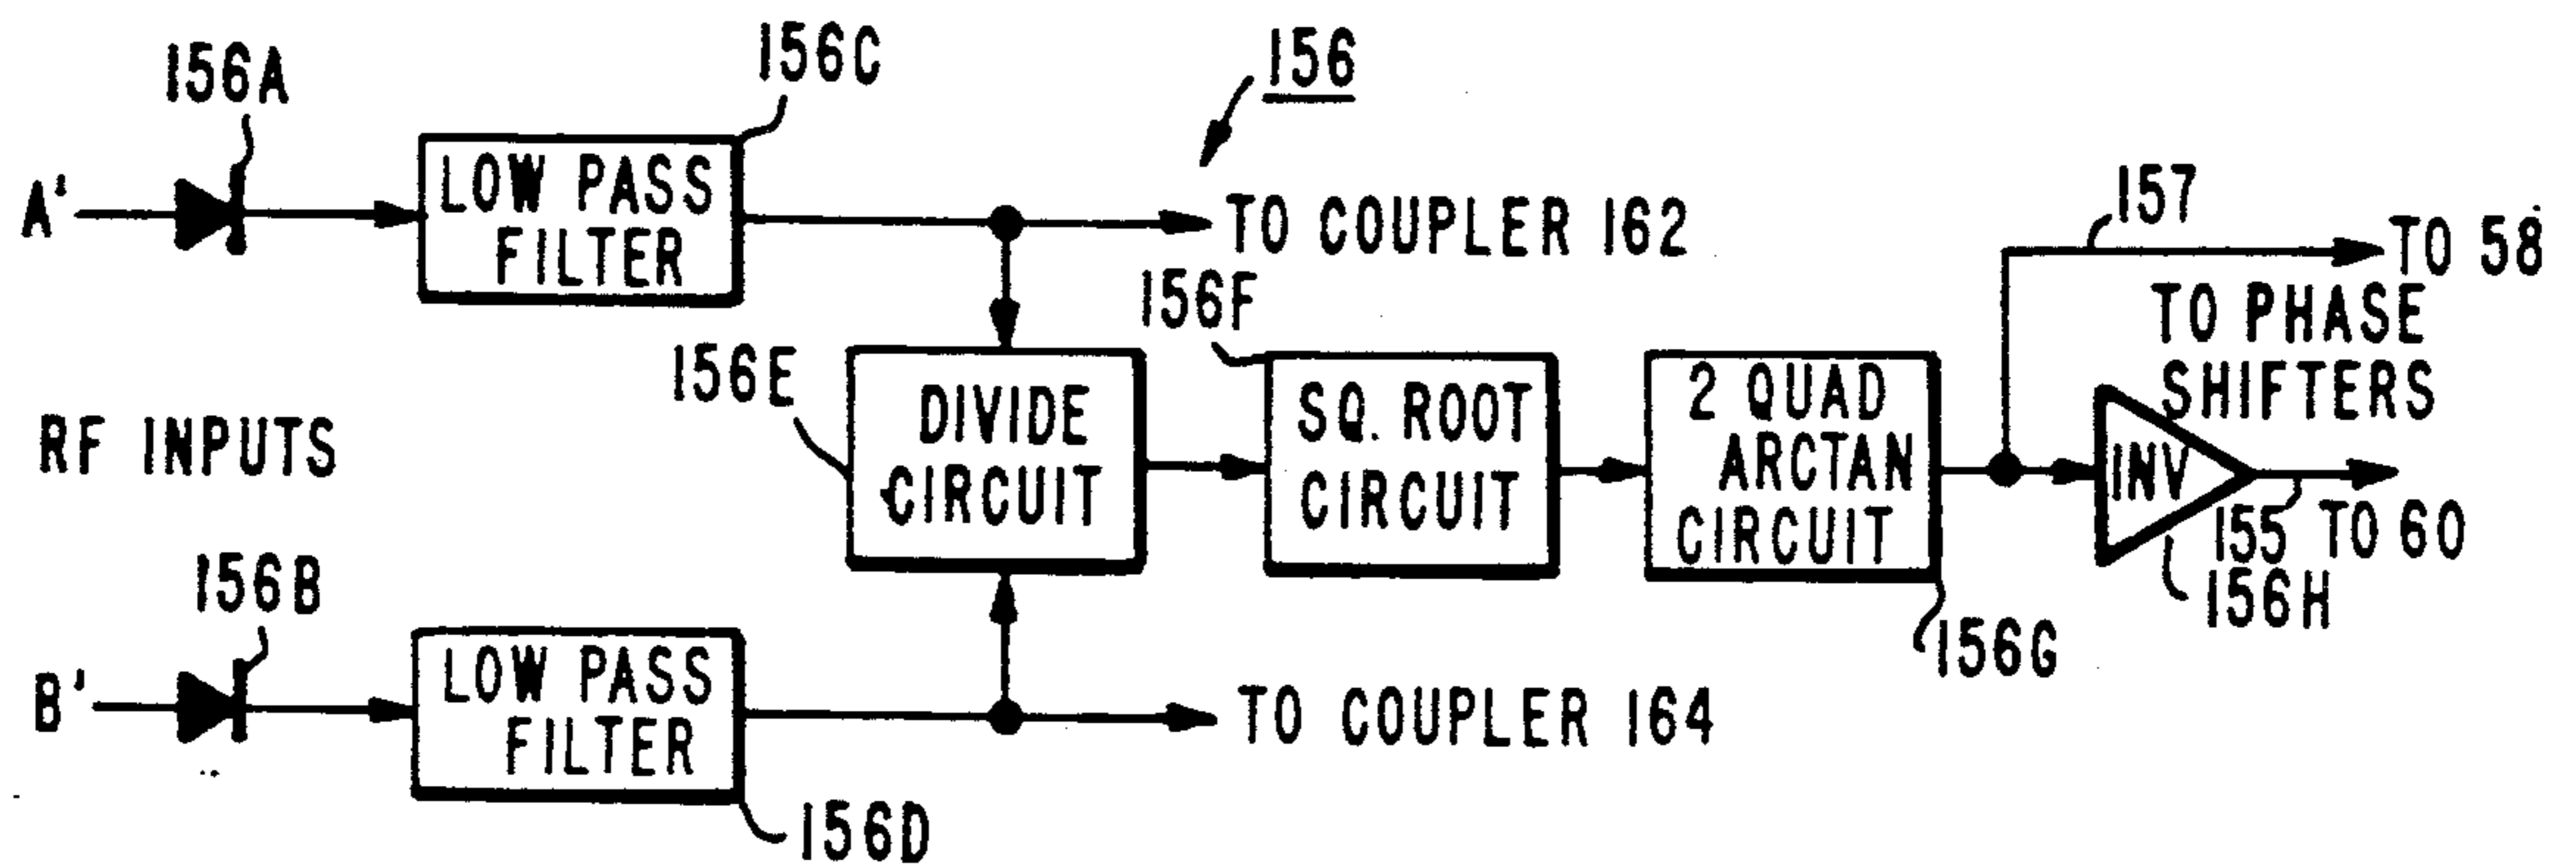 156A
156C
156
A'
LOW PASS
FILTER
TO COUPLER 162
157
TO 58
TO PHASE
SHIFTERS
156F
156E
RF INPUTS
DIVIDE
CIRCUIT
SQ. ROOT
CIRCUIT
2 QUAD
ARCTAN
CIRCUIT
INV
155
TO 60
156H
156B
156G
B'
LOW PASS
FILTER
TO COUPLER 164
156D